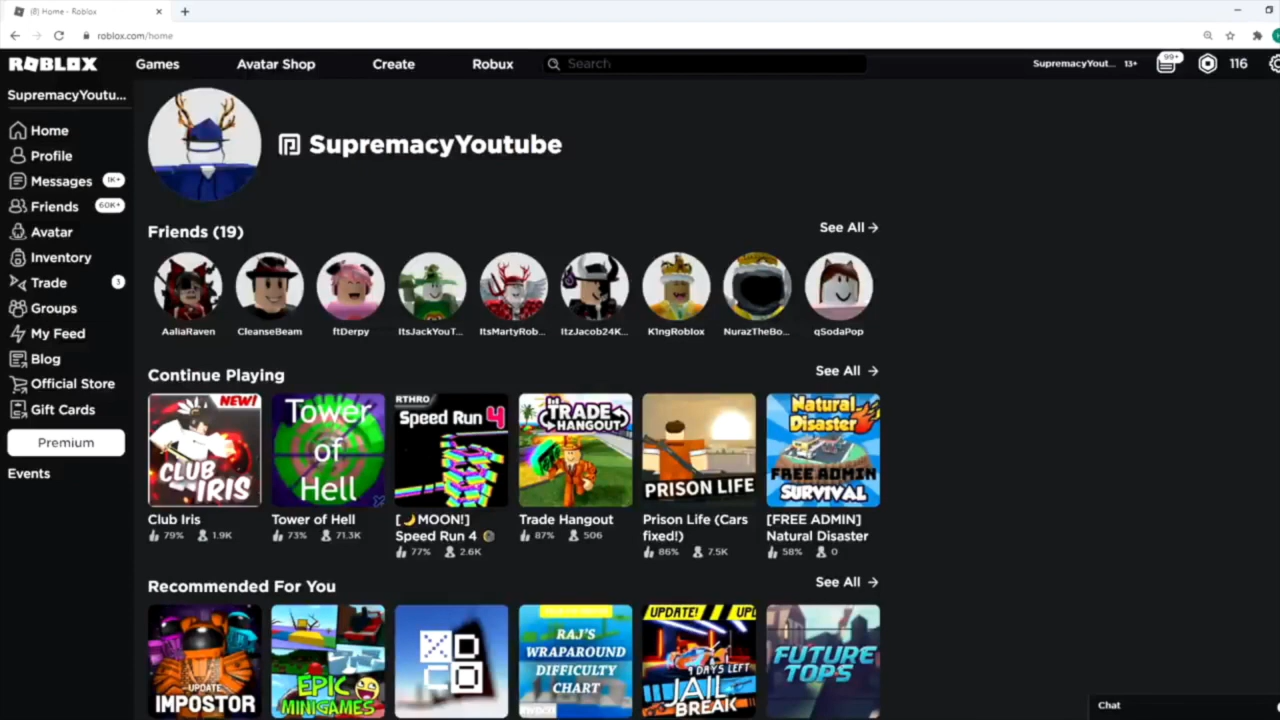 (8) Home - Roblox
roblox.com/home
ROBLOX
Games
Avatar Shop
Create
Robux
Search
SupremacyYout...
13+
99+
116
SupremacyYoutu...
Home
Profile
Messages
1K+
Friends
60K+
Avatar
Inventory
Trade
Groups
My Feed
Blog
Official Store
Gift Cards
Premium
Events
SupremacyYoutube
Friends (19)
See All
AaliaRaven
CleanseBeam
ftDerpy
ItsJackYouT...
ItsMartyRob...
ItzJacob24K...
K1ngRoblox
NurazTheBo...
qSodaPop
Continue Playing
See All
NEW!
CLUB
IRIS
Tower
of
Hell
RTHRO
Speed Run 4
TRADE
HANGOUT
PRISON LIFE
Natural
Disaster
FREE ADMIN
SURVIVAL
Club Iris
79% 1.9K
Tower of Hell
73% 71.3K
[🌙MOON!]
Speed Run 4
77% 2.6K
Trade Hangout
87% 506
Prison Life (Cars
fixed!)
86% 7.5K
[FREE ADMIN]
Natural Disaster
58% 0
Recommended For You
See All
UPDATE
IMPOSTOR
EPIC
MINIGAMES
RAJ'S
WRAPAROUND
DIFFICULTY
CHART
UPDATE! UPD
DAYS LEFT
JAIL
BREAK
FUTURE
TOPS
Chat